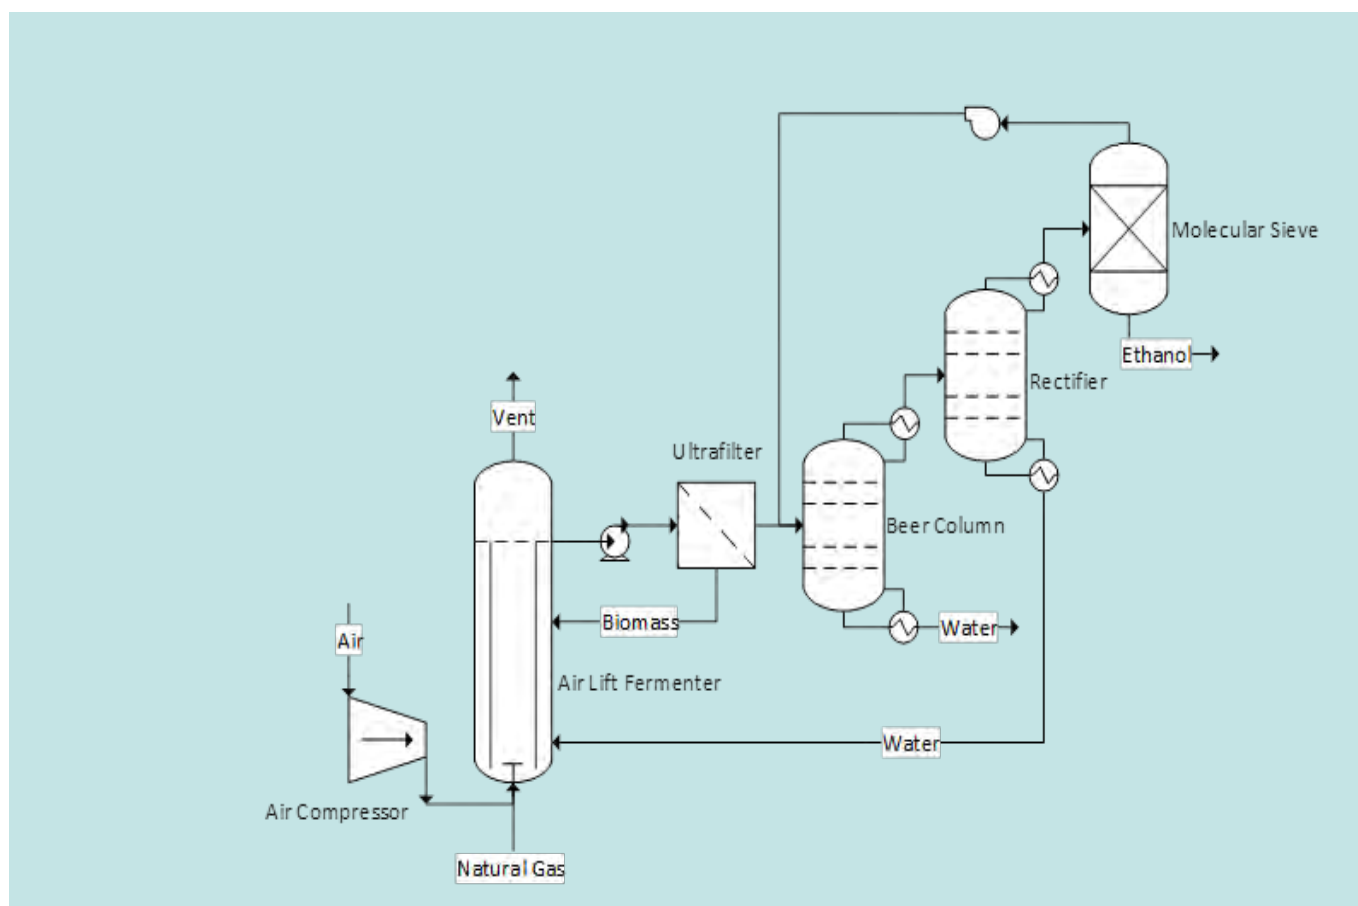 Molecular Sieve
Ethanol
Rectifier
Vent
Ultrafilter
Beer Column
Biomass
Water
Air
Air Lift Fermenter
Water
Air Compressor
Natural Gas